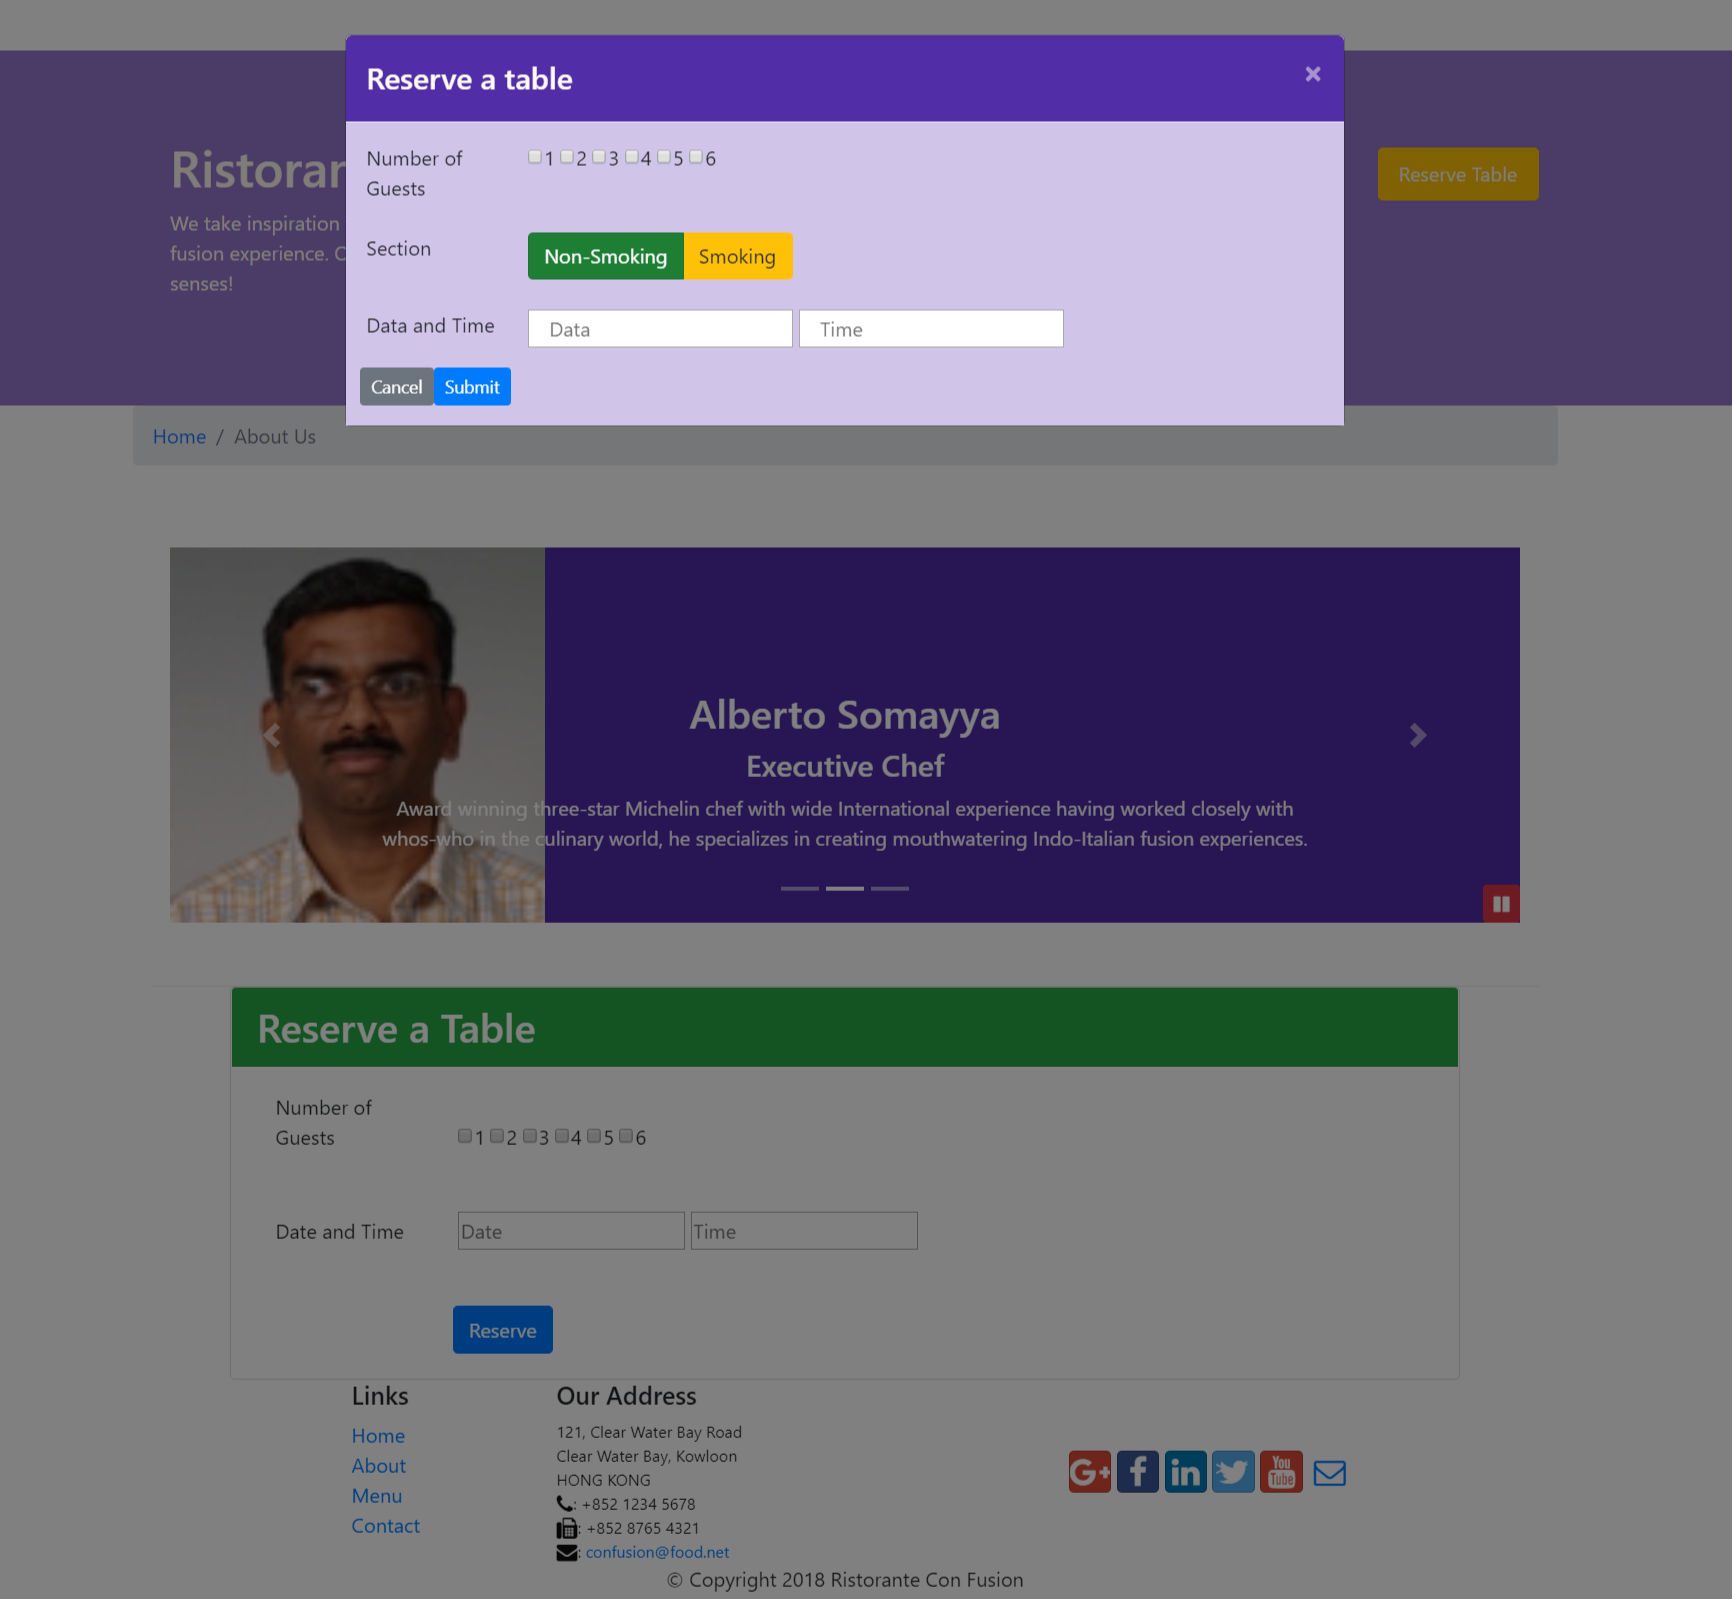 Reserve a table
×
Number of
Guests
1 2 3 4 5 6
Section
Non-Smoking Smoking
Data and Time
Data
Time
Cancel Submit
We take inspiration
fusion experience.
senses!
Reserve Table
Home / About Us
Alberto Somayya
Executive Chef
Award winning three-star Michelin chef with wide International experience having worked closely with
whos-who in the culinary world, he specializes in creating mouthwatering Indo-Italian fusion experiences.
Reserve a Table
Number of
Guests
1 2 3 4 5 6
Date and Time
Date
Time
Reserve
Links
Home
About
Menu
Contact
Our Address
121, Clear Water Bay Road
Clear Water Bay, Kowloon
HONG KONG
: +852 1234 5678
: +852 8765 4321
: confusion@food.net
G+ f in You Tube
© Copyright 2018 Ristorante Con Fusion